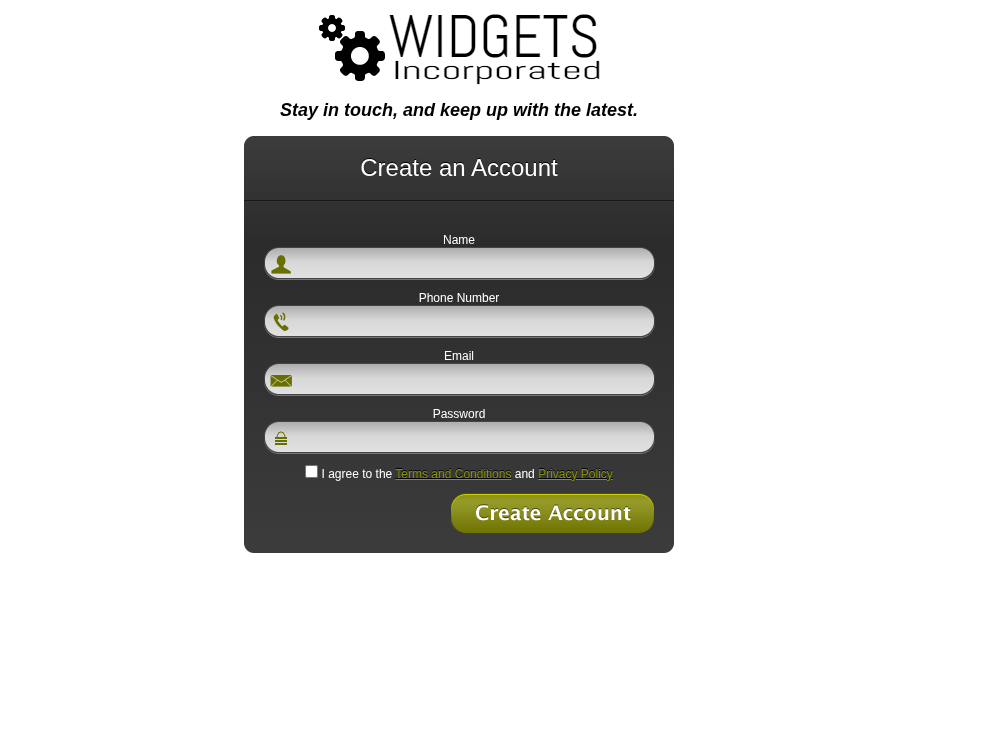 WIDGETS
Incorporated
Stay in touch, and keep up with the latest.
Create an Account
Name
Phone Number
Email
Password
I agree to the Terms and Conditions and Privacy Policy
Create Account